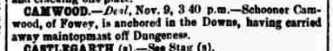 CAMWOOD.—Deal, Nov. 9, 3 40 p.m.—Schooner Cam-
wood, of Fowey, is anchored in the Downs, having carried
away maintopmast off Dungeness.
CASTLEGARTH (s).—See Stag (s).